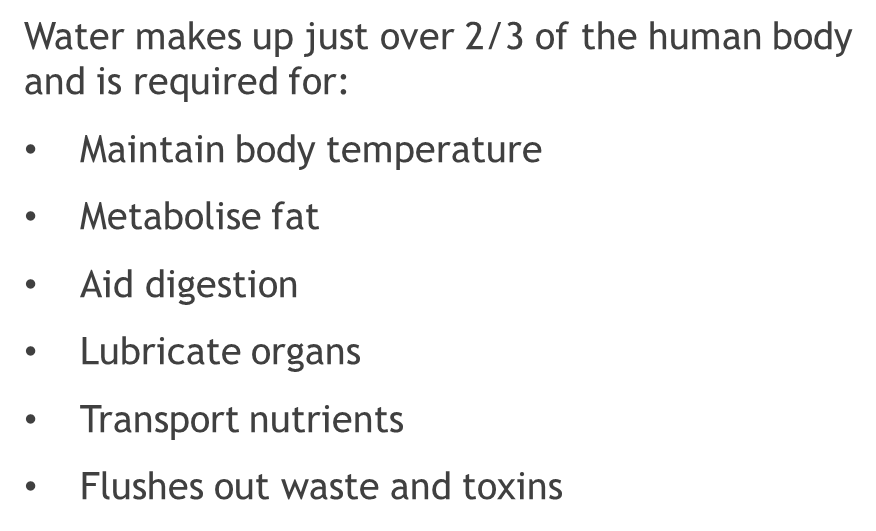 Water makes up just over 2/3 of the human body
and is required for:
• Maintain body temperature
• Metabolise fat
• Aid digestion
• Lubricate organs
• Transport nutrients
• Flushes out waste and toxins